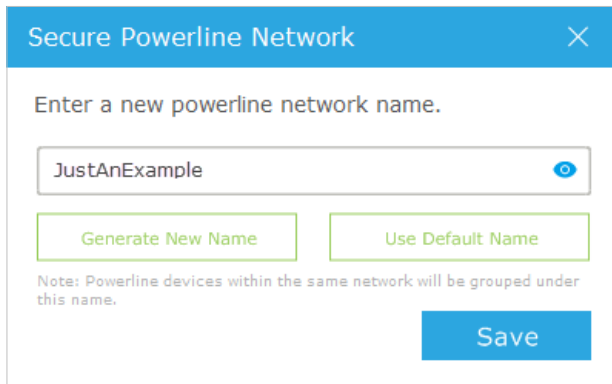 Secure Powerline Network
Enter a new powerline network name.
JustAnExample
Generate New Name
Use Default Name
Note: Powerline devices within the same network will be grouped under
this name.
Save